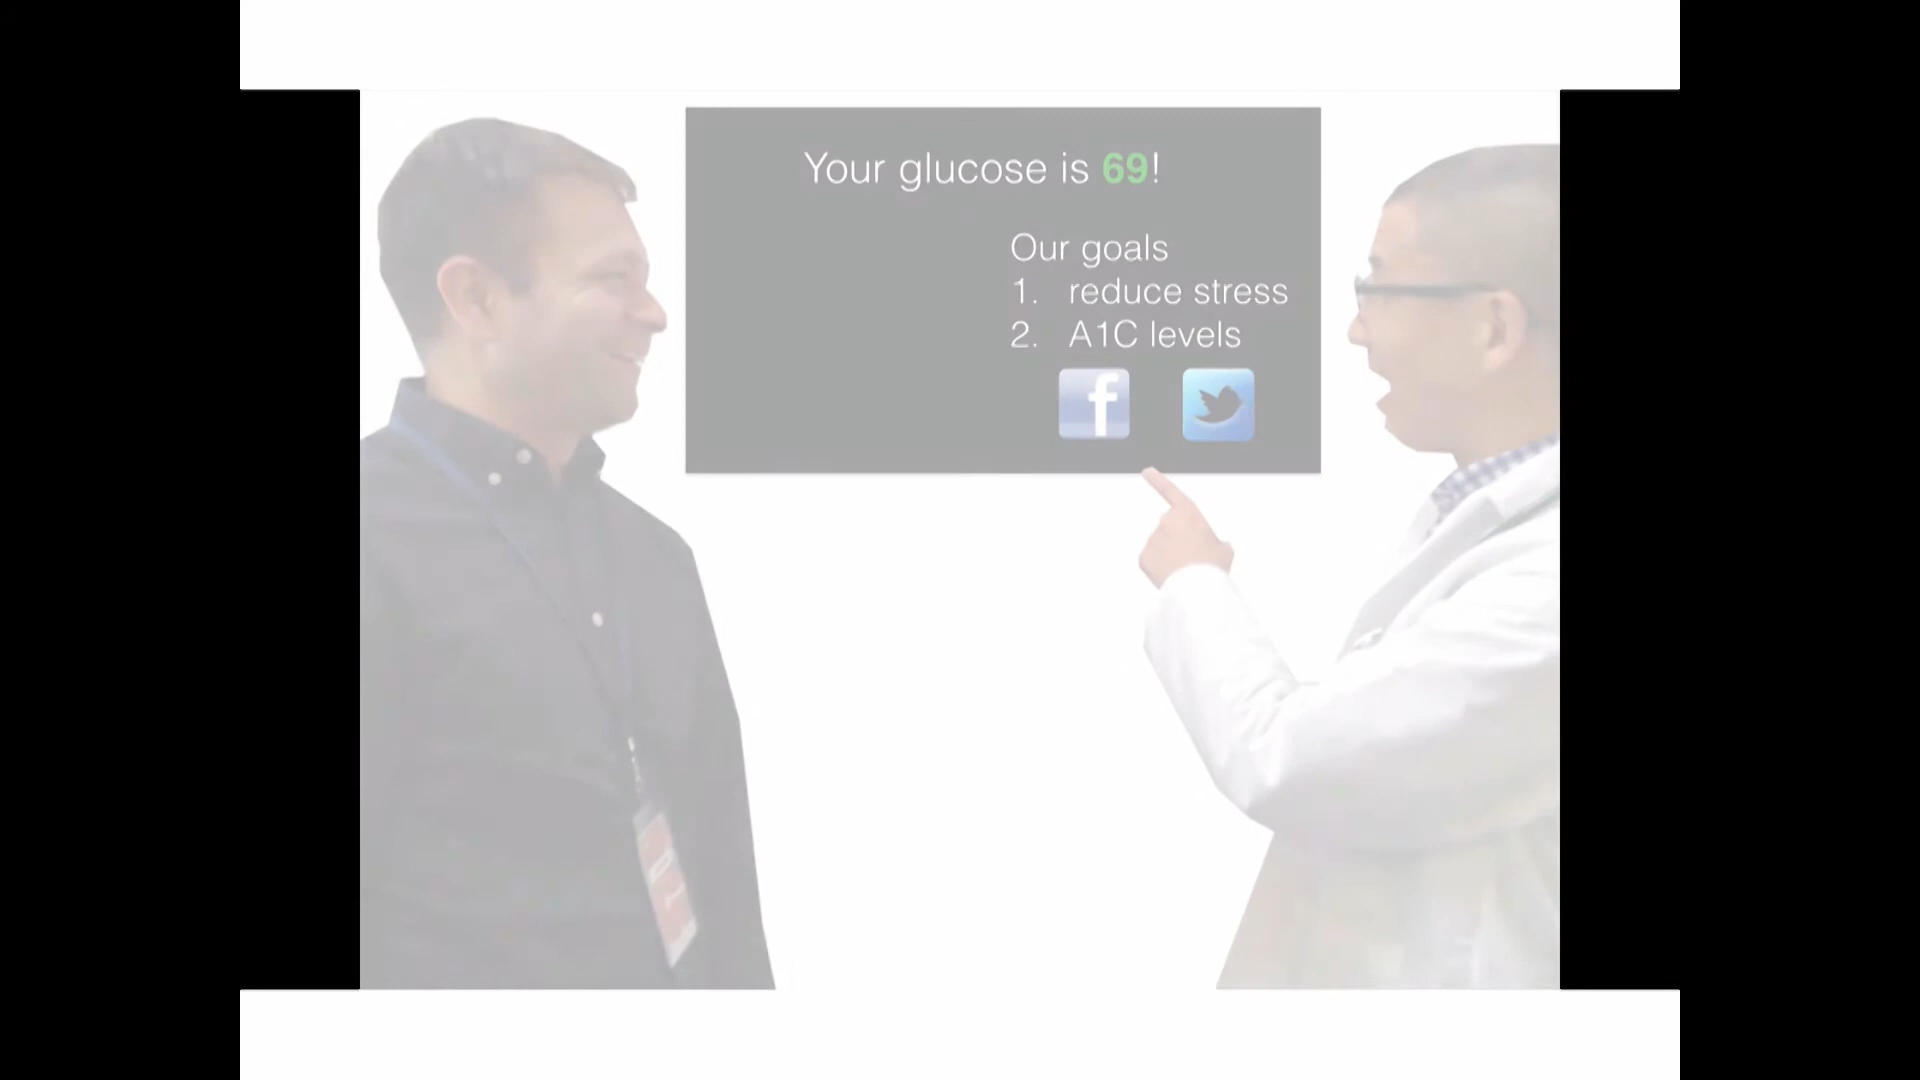 Your glucose is 69!
Our goals
1. reduce stress
2. A1C levels
f